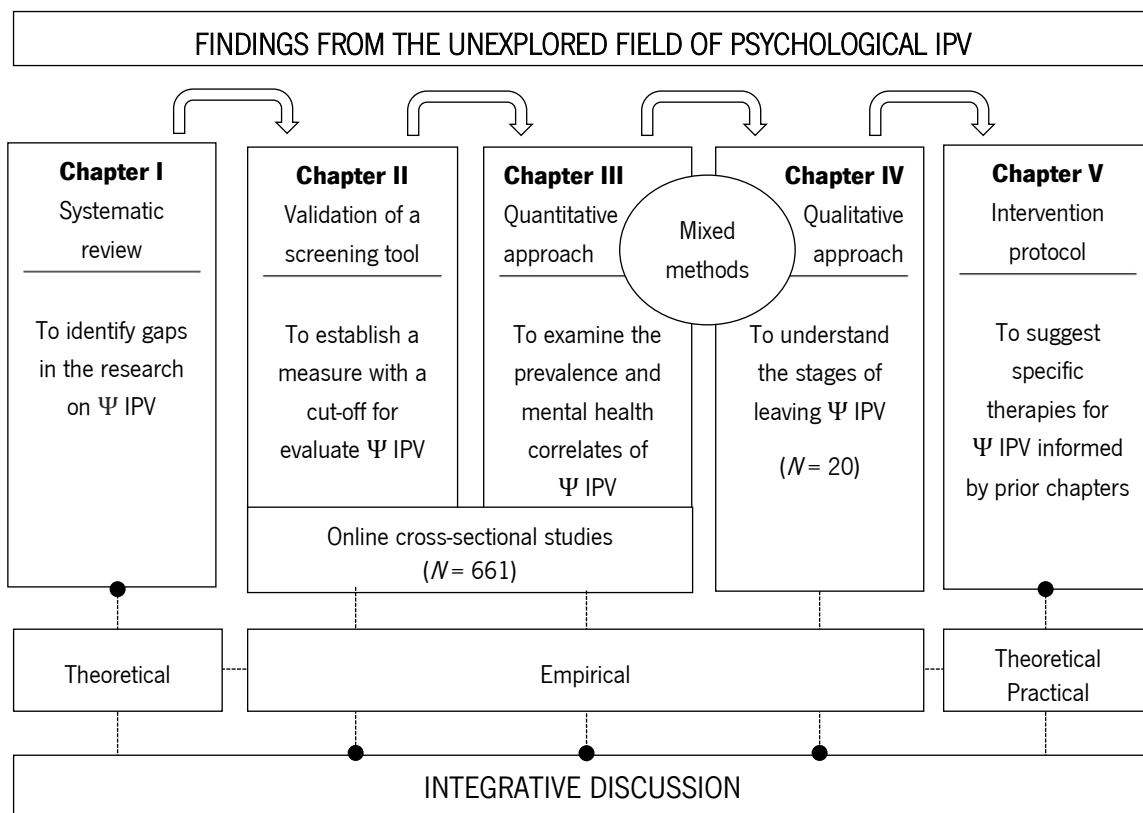 FINDINGS FROM THE UNEXPLORED FIELD OF PSYCHOLOGICAL IPV
Chapter I
Systematic
review
To identify gaps
in the research
on Ψ IPV
Chapter II
Validation of a
screening tool
To establish a
measure with a
cut-off for
evaluate Ψ IPV
Chapter III
Quantitative
approach
To examine the
prevalence and
mental health
correlates of
Ψ IPV
Mixed
methods
Chapter IV
Qualitative
approach
To understand
the stages of
leaving Ψ IPV
(N = 20)
Chapter V
Intervention
protocol
To suggest
specific
therapies for
Ψ IPV informed
by prior chapters
Online cross-sectional studies
(N = 661)
Theoretical
Empirical
Theoretical
Practical
INTEGRATIVE DISCUSSION